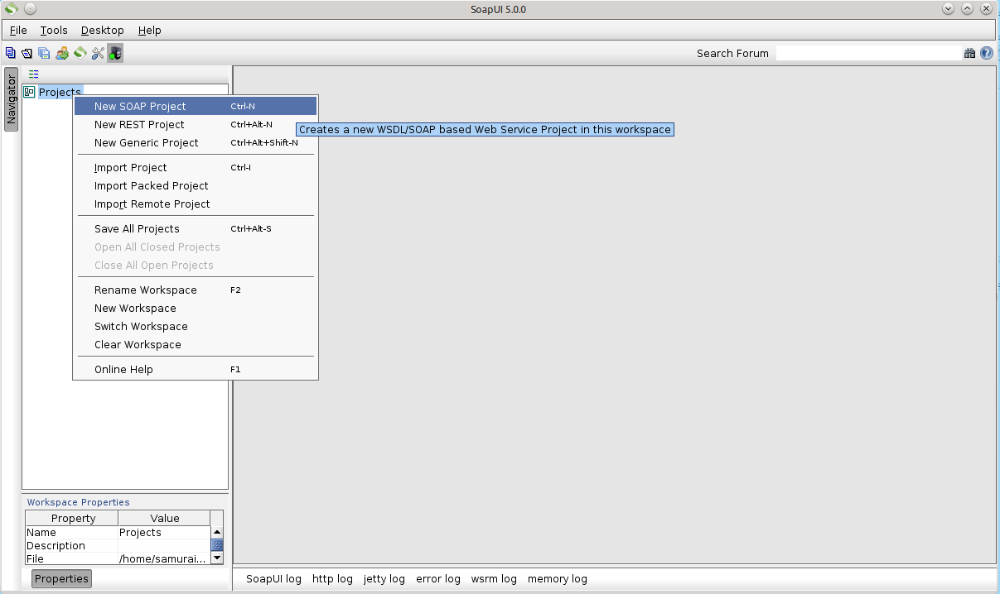 SoapUI 5.0.0
File Tools Desktop Help
Search Forum
Navigator
Projects
New SOAP Project Ctrl-N
New REST Project Ctrl+Alt-N
Creates a new WSDL/SOAP based Web Service Project in this workspace
New Generic Project Ctrl+Alt+Shift-N
Import Project Ctrl-I
Import Packed Project
Import Remote Project
Save All Projects Ctrl+Alt-S
Open All Closed Projects
Close All Open Projects
Rename Workspace F2
New Workspace
Switch Workspace
Clear Workspace
Online Help F1
Workspace Properties
Property Value
Name Projects
Description
File /home/samurai...
Properties
SoapUI log http log jetty log error log wsrm log memory log